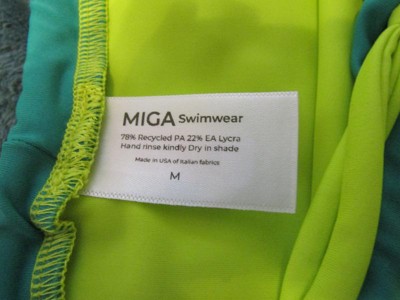 MIGA Swimwear
78% Recycled PA 22% EA Lycra
Hand rinse kindly Dry in shade
Made in USA of Italian fabrics
M